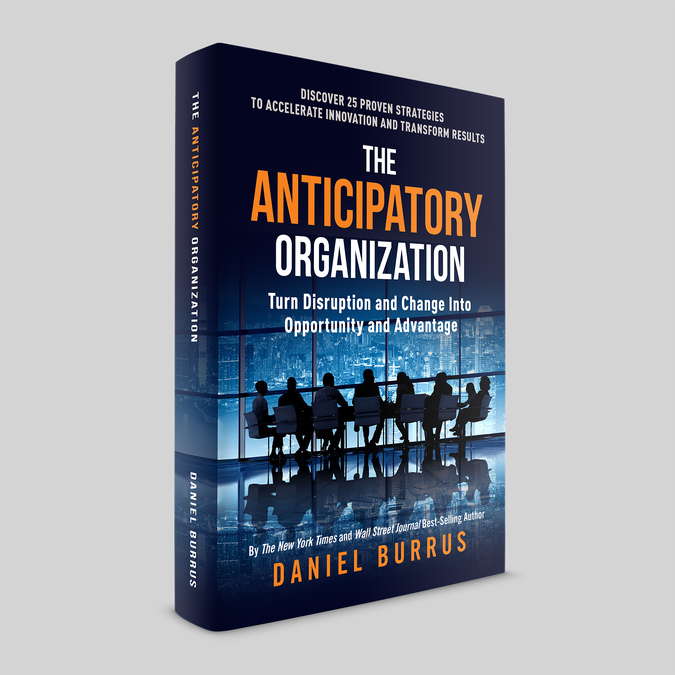 DISCOVER 25 PROVEN STRATEGIES
TO ACCELERATE INNOVATION AND TRANSFORM RESULTS
THE
ANTICIPATORY
ORGANIZATION
Turn Disruption and Change Into
Opportunity and Advantage
By The New York Times and Wall Street Journal Best-Selling Author
DANIEL BURRUS
THE ANTICIPATORY ORGANIZATION
DANIEL BURRUS